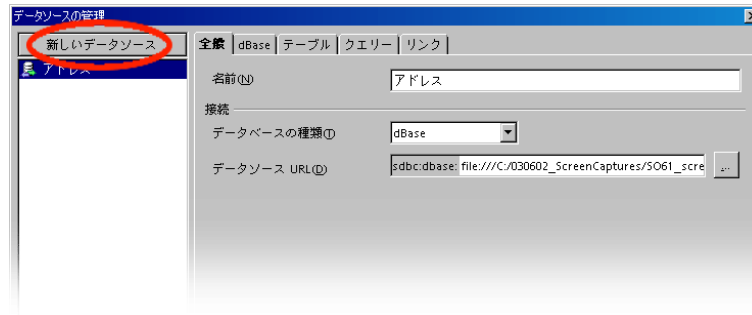 データソースの管理
新しいデータソース
アドレス
全般 dBase テーブル クエリー リンク
名前(N) アドレス
接続
データベースの種類(T) dBase
データソース URL(D) sdbc:dbase: file:///C:/030602_ScreenCaptures/SO61_scre ...